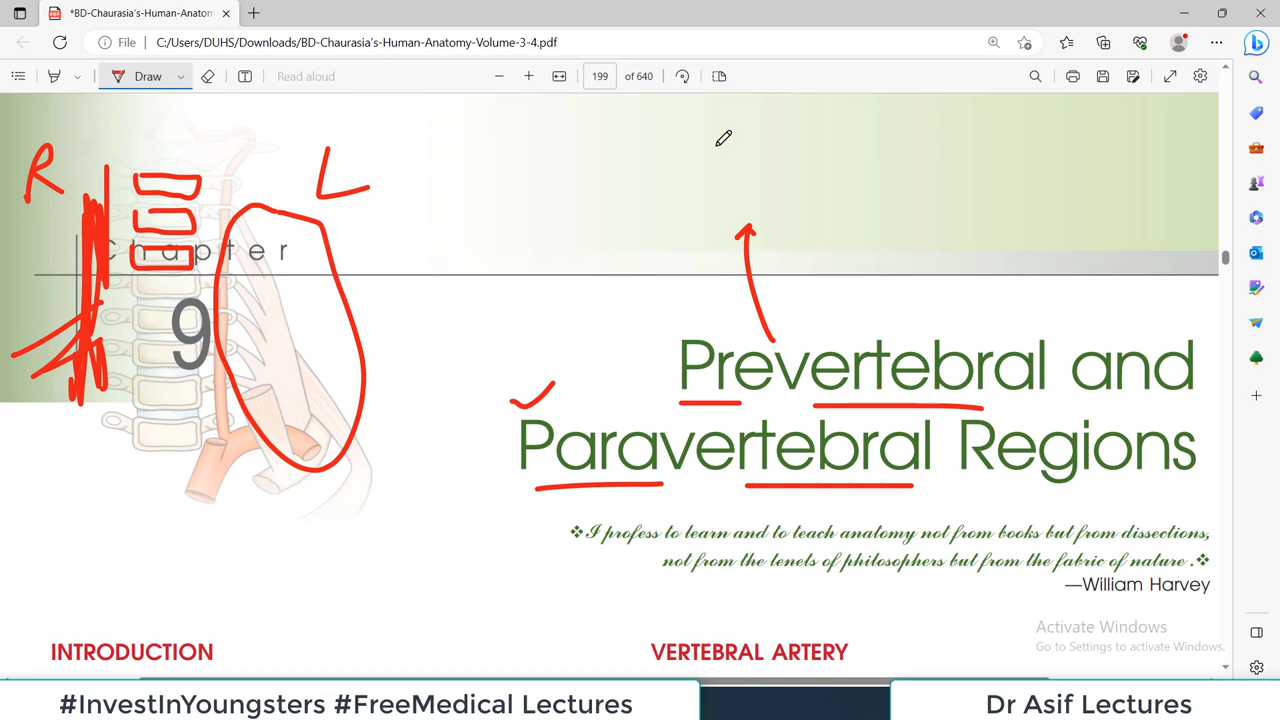 *BD-Chaurasia's-Human-Anatom
File
C:/Users/DUHS/Downloads/BD-Chaurasia's-Human-Anatomy-Volume-3-4.pdf
Draw
Read aloud
199 of 640
R
L
Chapter
9
Prevertebral and
Paravertebral Regions
❖I profess to learn and to teach anatomy not from books but from dissections,
not from the tenets of philosophers but from the fabric of nature .❖
—William Harvey
INTRODUCTION
VERTEBRAL ARTERY
Activate Windows
Go to Settings to activate Windows.
#InvestInYoungsters #FreeMedical Lectures
Dr Asif Lectures